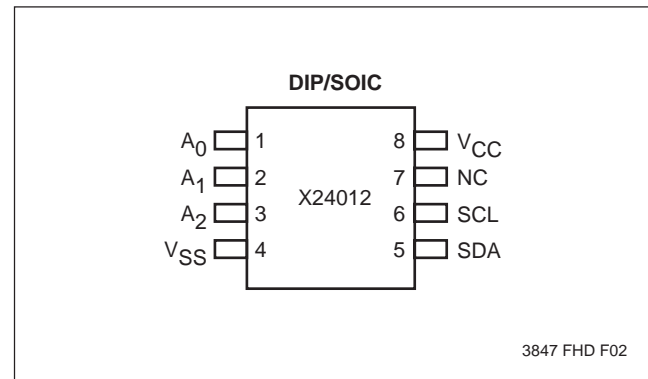 DIP/SOIC
A0 1 8 VCC
A1 2 7 NC
X24012
A2 3 6 SCL
VSS 4 5 SDA
3847 FHD F02